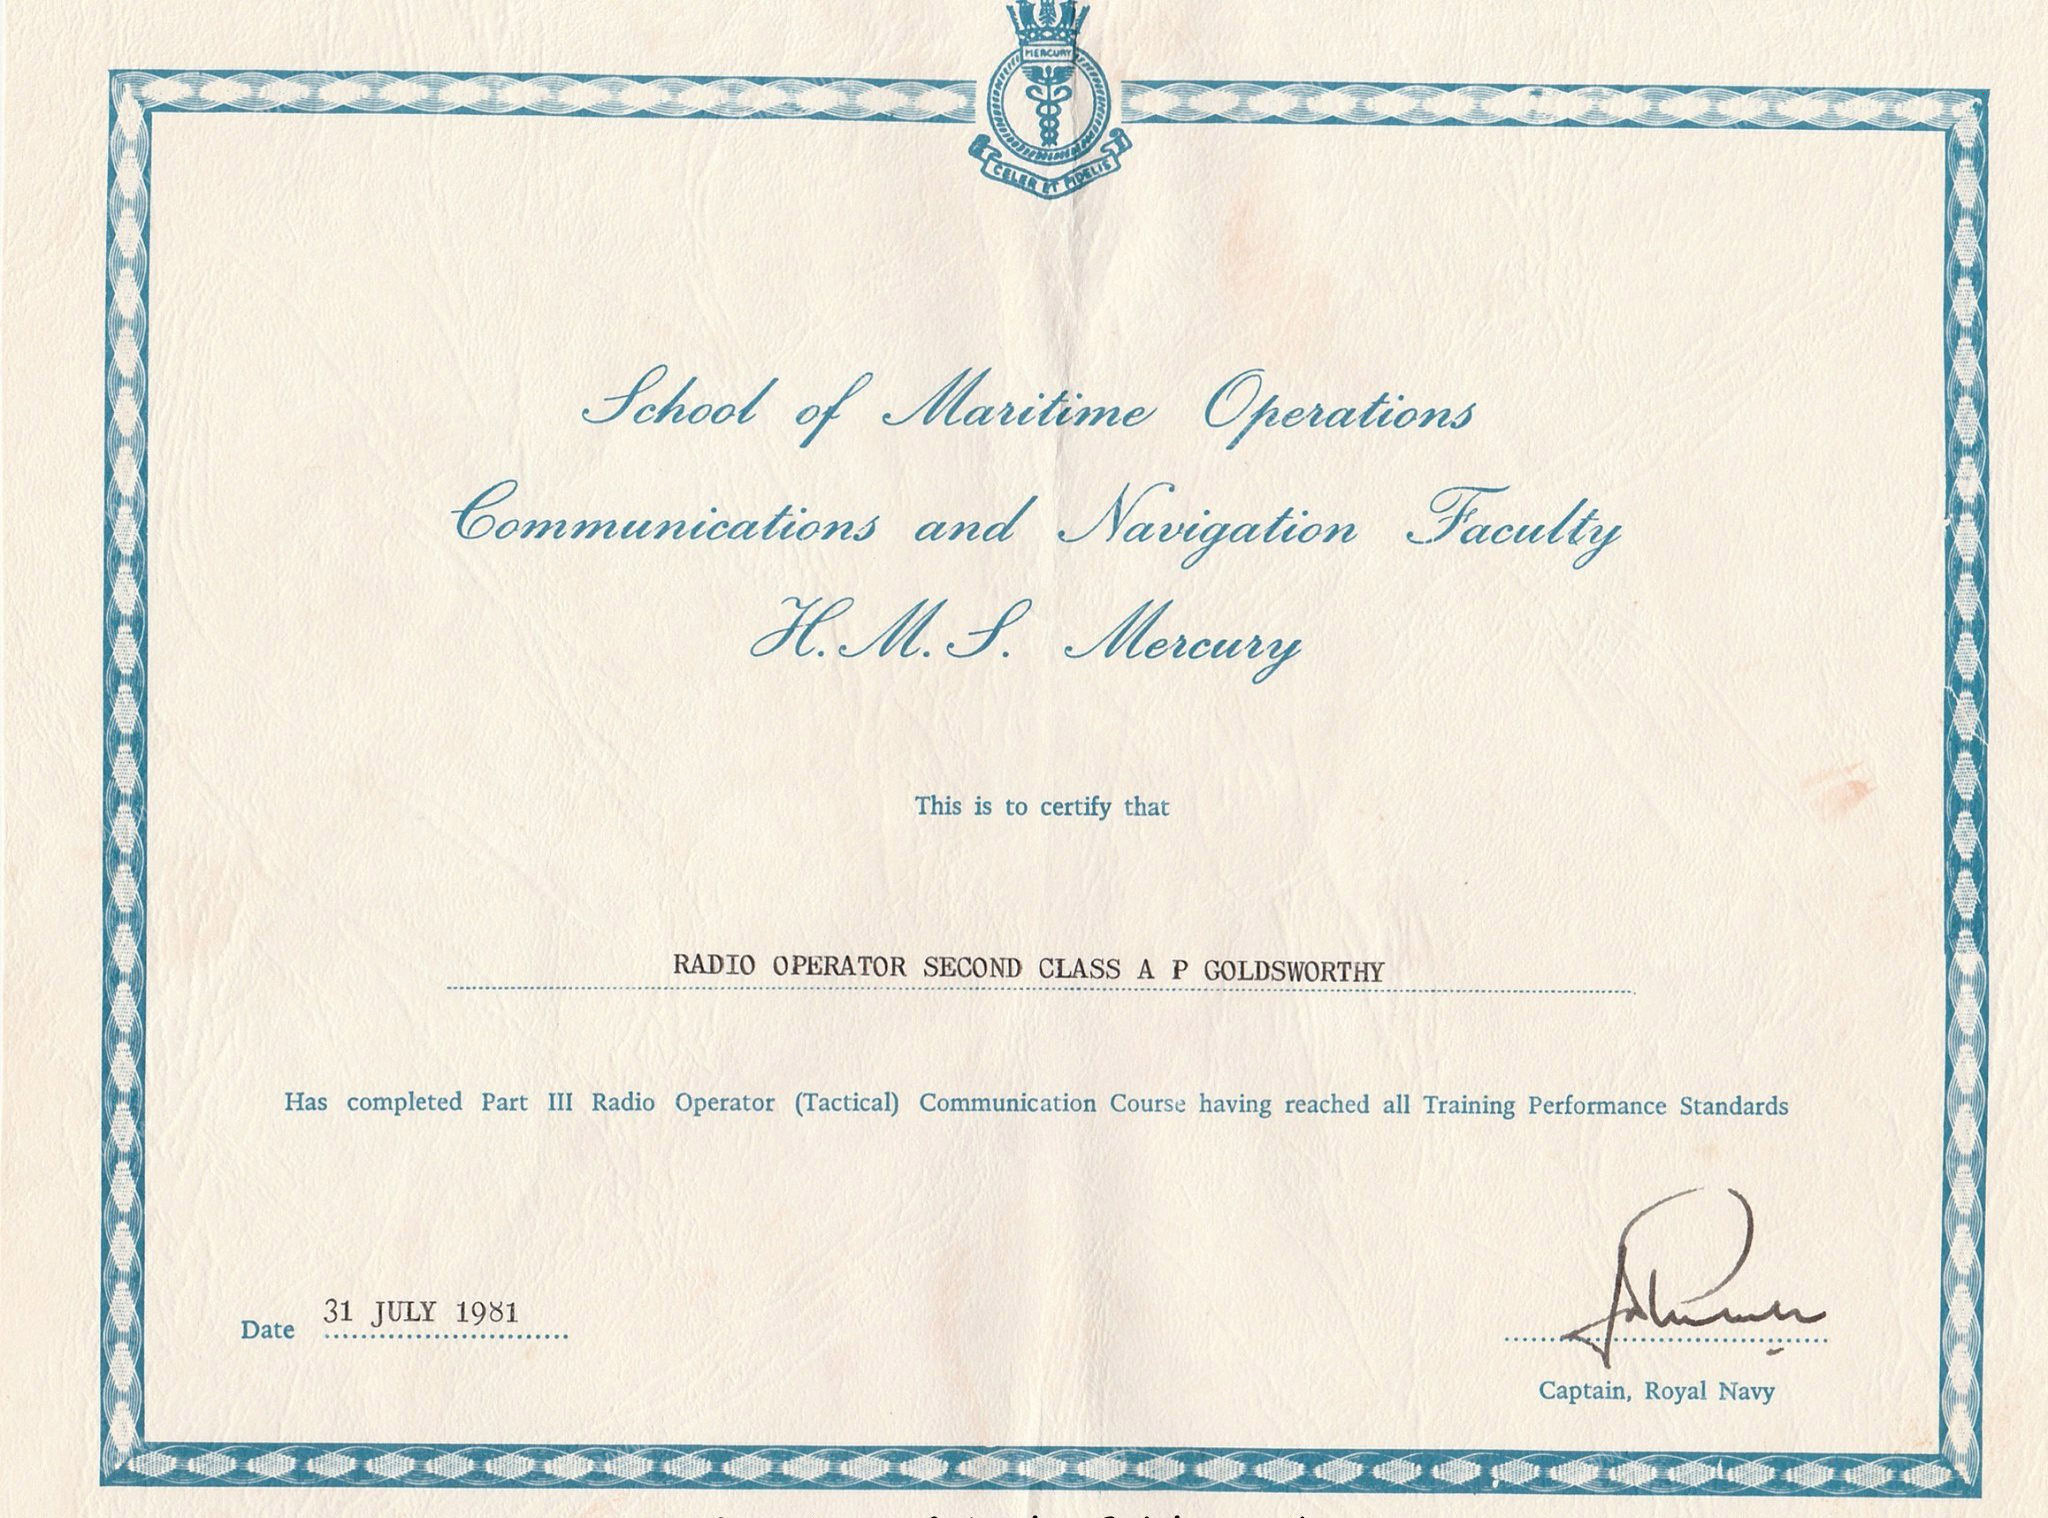 MERCURY
CELER ET FIDELIS
School of Maritime Operations
Communications and Navigation Faculty
H.M.S. Mercury
This is to certify that
RADIO OPERATOR SECOND CLASS A P GOLDSWORTHY
Has completed Part III Radio Operator (Tactical) Communication Course having reached all Training Performance Standards
Date 31 JULY 1981
Captain, Royal Navy